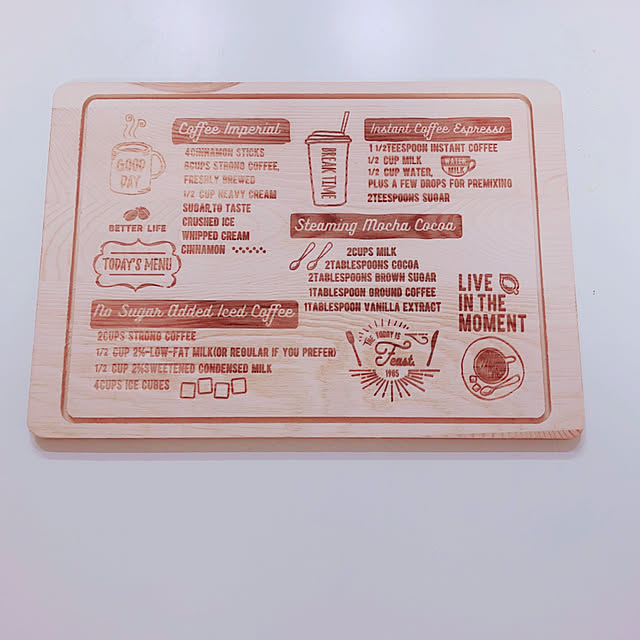 GOOD DAY
BETTER LIFE
TODAY'S MENU
Coffee Imperial
4CINNAMON STICKS
6CUPS STRONG COFFEE,
FRESHLY BREWED
1/2 CUP HEAVY CREAM
SUGAR,TO TASTE
CRUSHED ICE
WHIPPED CREAM
CINNAMON
BREAK TIME
Instant Coffee Espresso
1 1/2TEESPOON INSTANT COFFEE
1/2 CUP MILK
1/2 CUP WATER,
WATER
MILK
PLUS A FEW DROPS FOR PREMIXING
2TEESPOONS SUGAR
Steaming Mocha Cocoa
2CUPS MILK
2TABLESPOONS COCOA
2TABLESPOONS BROWN SUGAR
1TABLESPOON GROUND COFFEE
1TABLESPOON VANILLA EXTRACT
No Sugar Added Iced Coffee
2CUPS STRONG COFFEE
1/2 CUP 2%-LOW-FAT MILK(OR REGULAR IF YOU PREFER)
1/2 CUP 2%SWEETENED CONDENSED MILK
4CUPS ICE CUBES
THE TODAY IS
Feast.
1985
LIVE
IN THE
MOMENT